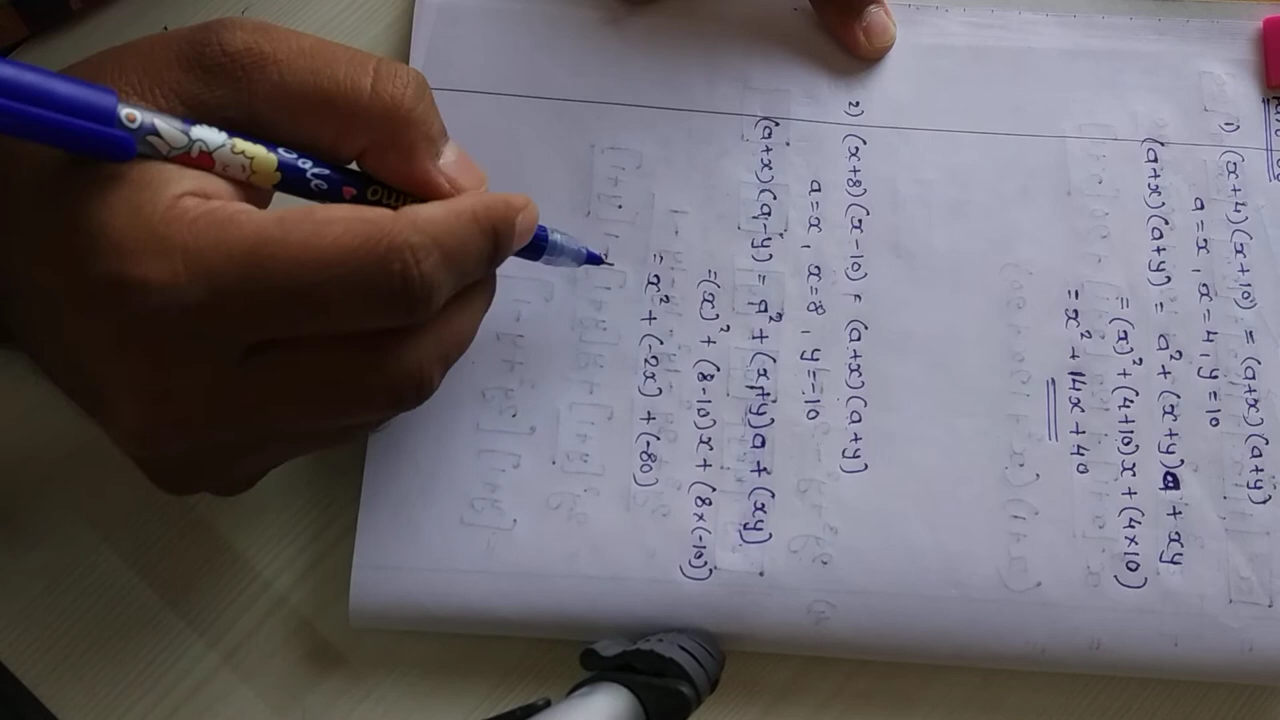 1) (x+4)(x+10) = (a+x)(a+y)
a=x, x=4, y=10
(a+x)(a+y) = a² + (x+y)a + xy
=(x)²+(4+10)x+(4×10)
= x² + 14x + 40
2) (x+8)(x-10) = (a+x)(a+y)
a=x, x=8, y=-10
(a+x)(a-y) = a²+(x+y)a+(xy)
=(x)²+(8-10)x+(8×(-10))
= x²+(-2x)+(-80)
=